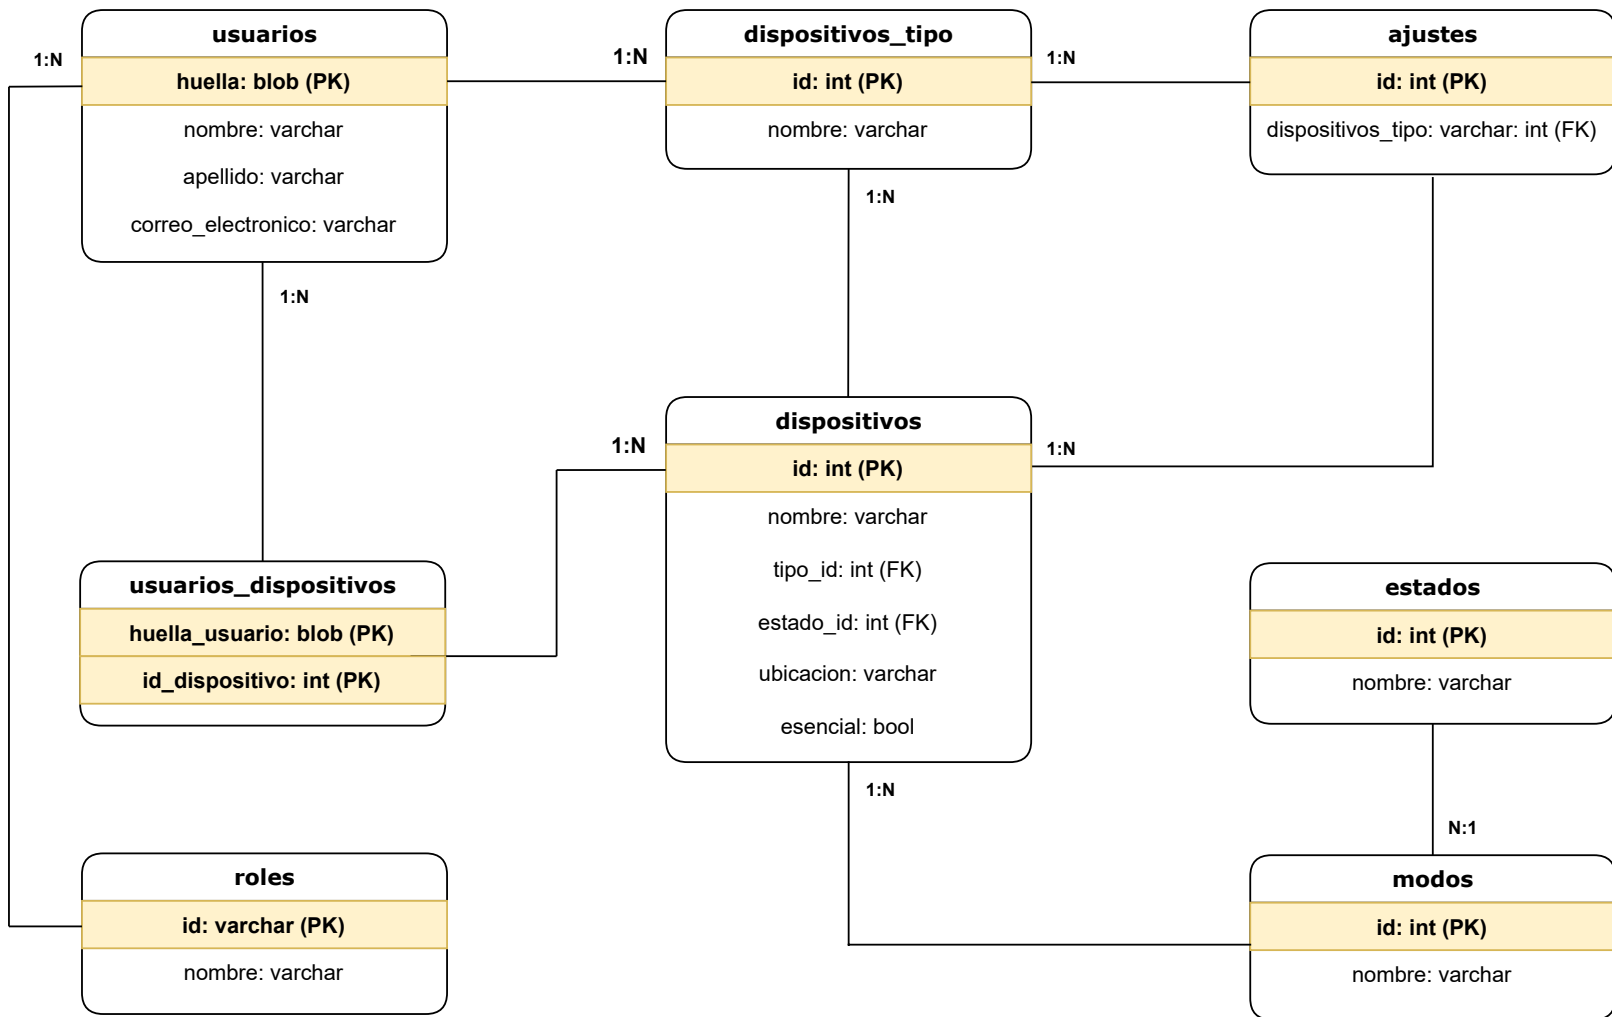 usuarios
huella: blob (PK)
nombre: varchar
apellido: varchar
correo_electronico: varchar
1:N
1:N
1:N
dispositivos_tipo
id: int (PK)
nombre: varchar
1:N
1:N
ajustes
id: int (PK)
dispositivos_tipo: varchar: int (FK)
dispositivos
id: int (PK)
nombre: varchar
tipo_id: int (FK)
estado_id: int (FK)
ubicacion: varchar
esencial: bool
1:N
1:N
1:N
usuarios_dispositivos
huella_usuario: blob (PK)
id_dispositivo: int (PK)
estados
id: int (PK)
nombre: varchar
N:1
roles
id: varchar (PK)
nombre: varchar
modos
id: int (PK)
nombre: varchar